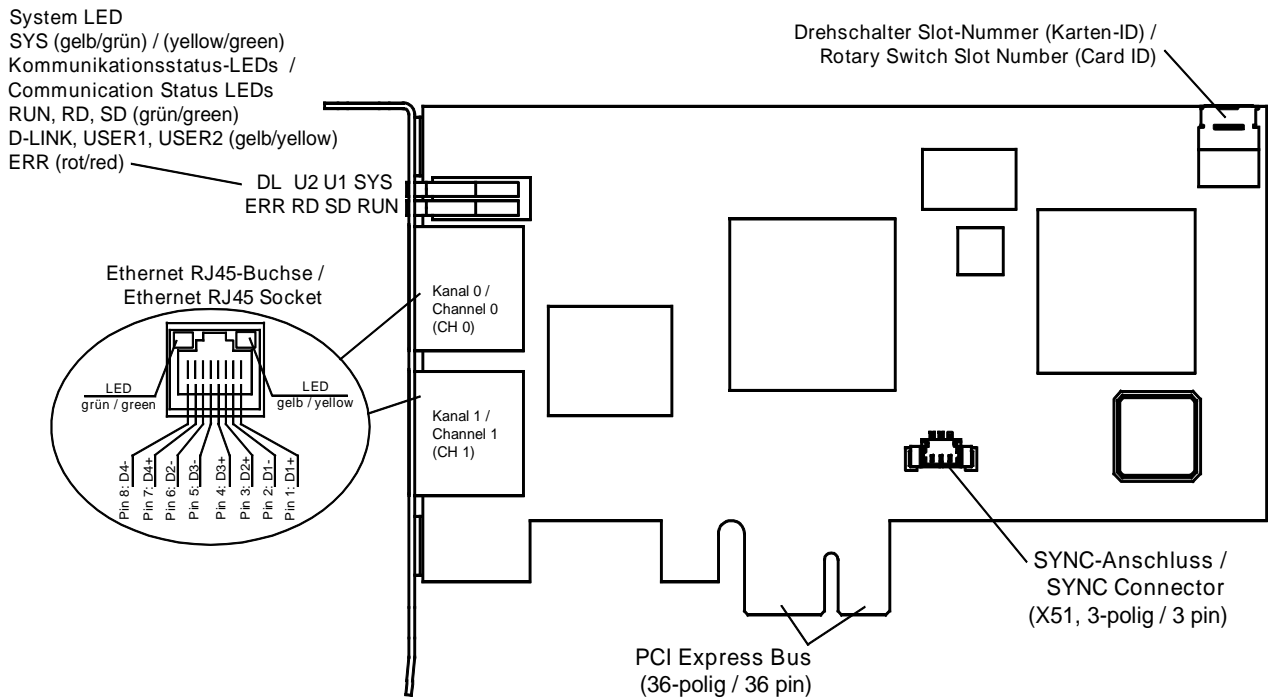 System LED
SYS (gelb/grün) / (yellow/green)
Kommunikationsstatus-LEDs /
Communication Status LEDs
RUN, RD, SD (grün/green)
D-LINK, USER1, USER2 (gelb/yellow)
ERR (rot/red)
DL U2 U1 SYS
ERR RD SD RUN
Drehschalter Slot-Nummer (Karten-ID) /
Rotary Switch Slot Number (Card ID)
Ethernet RJ45-Buchse /
Ethernet RJ45 Socket
LED
grün / green
LED
gelb / yellow
Pin 8: D4-
Pin 7: D4+
Pin 6: D2-
Pin 5: D3-
Pin 4: D3+
Pin 3: D2+
Pin 2: D1-
Pin 1: D1+
Kanal 0 /
Channel 0
(CH 0)
Kanal 1 /
Channel 1
(CH 1)
SYNC-Anschluss /
SYNC Connector
(X51, 3-polig / 3 pin)
PCI Express Bus
(36-polig / 36 pin)